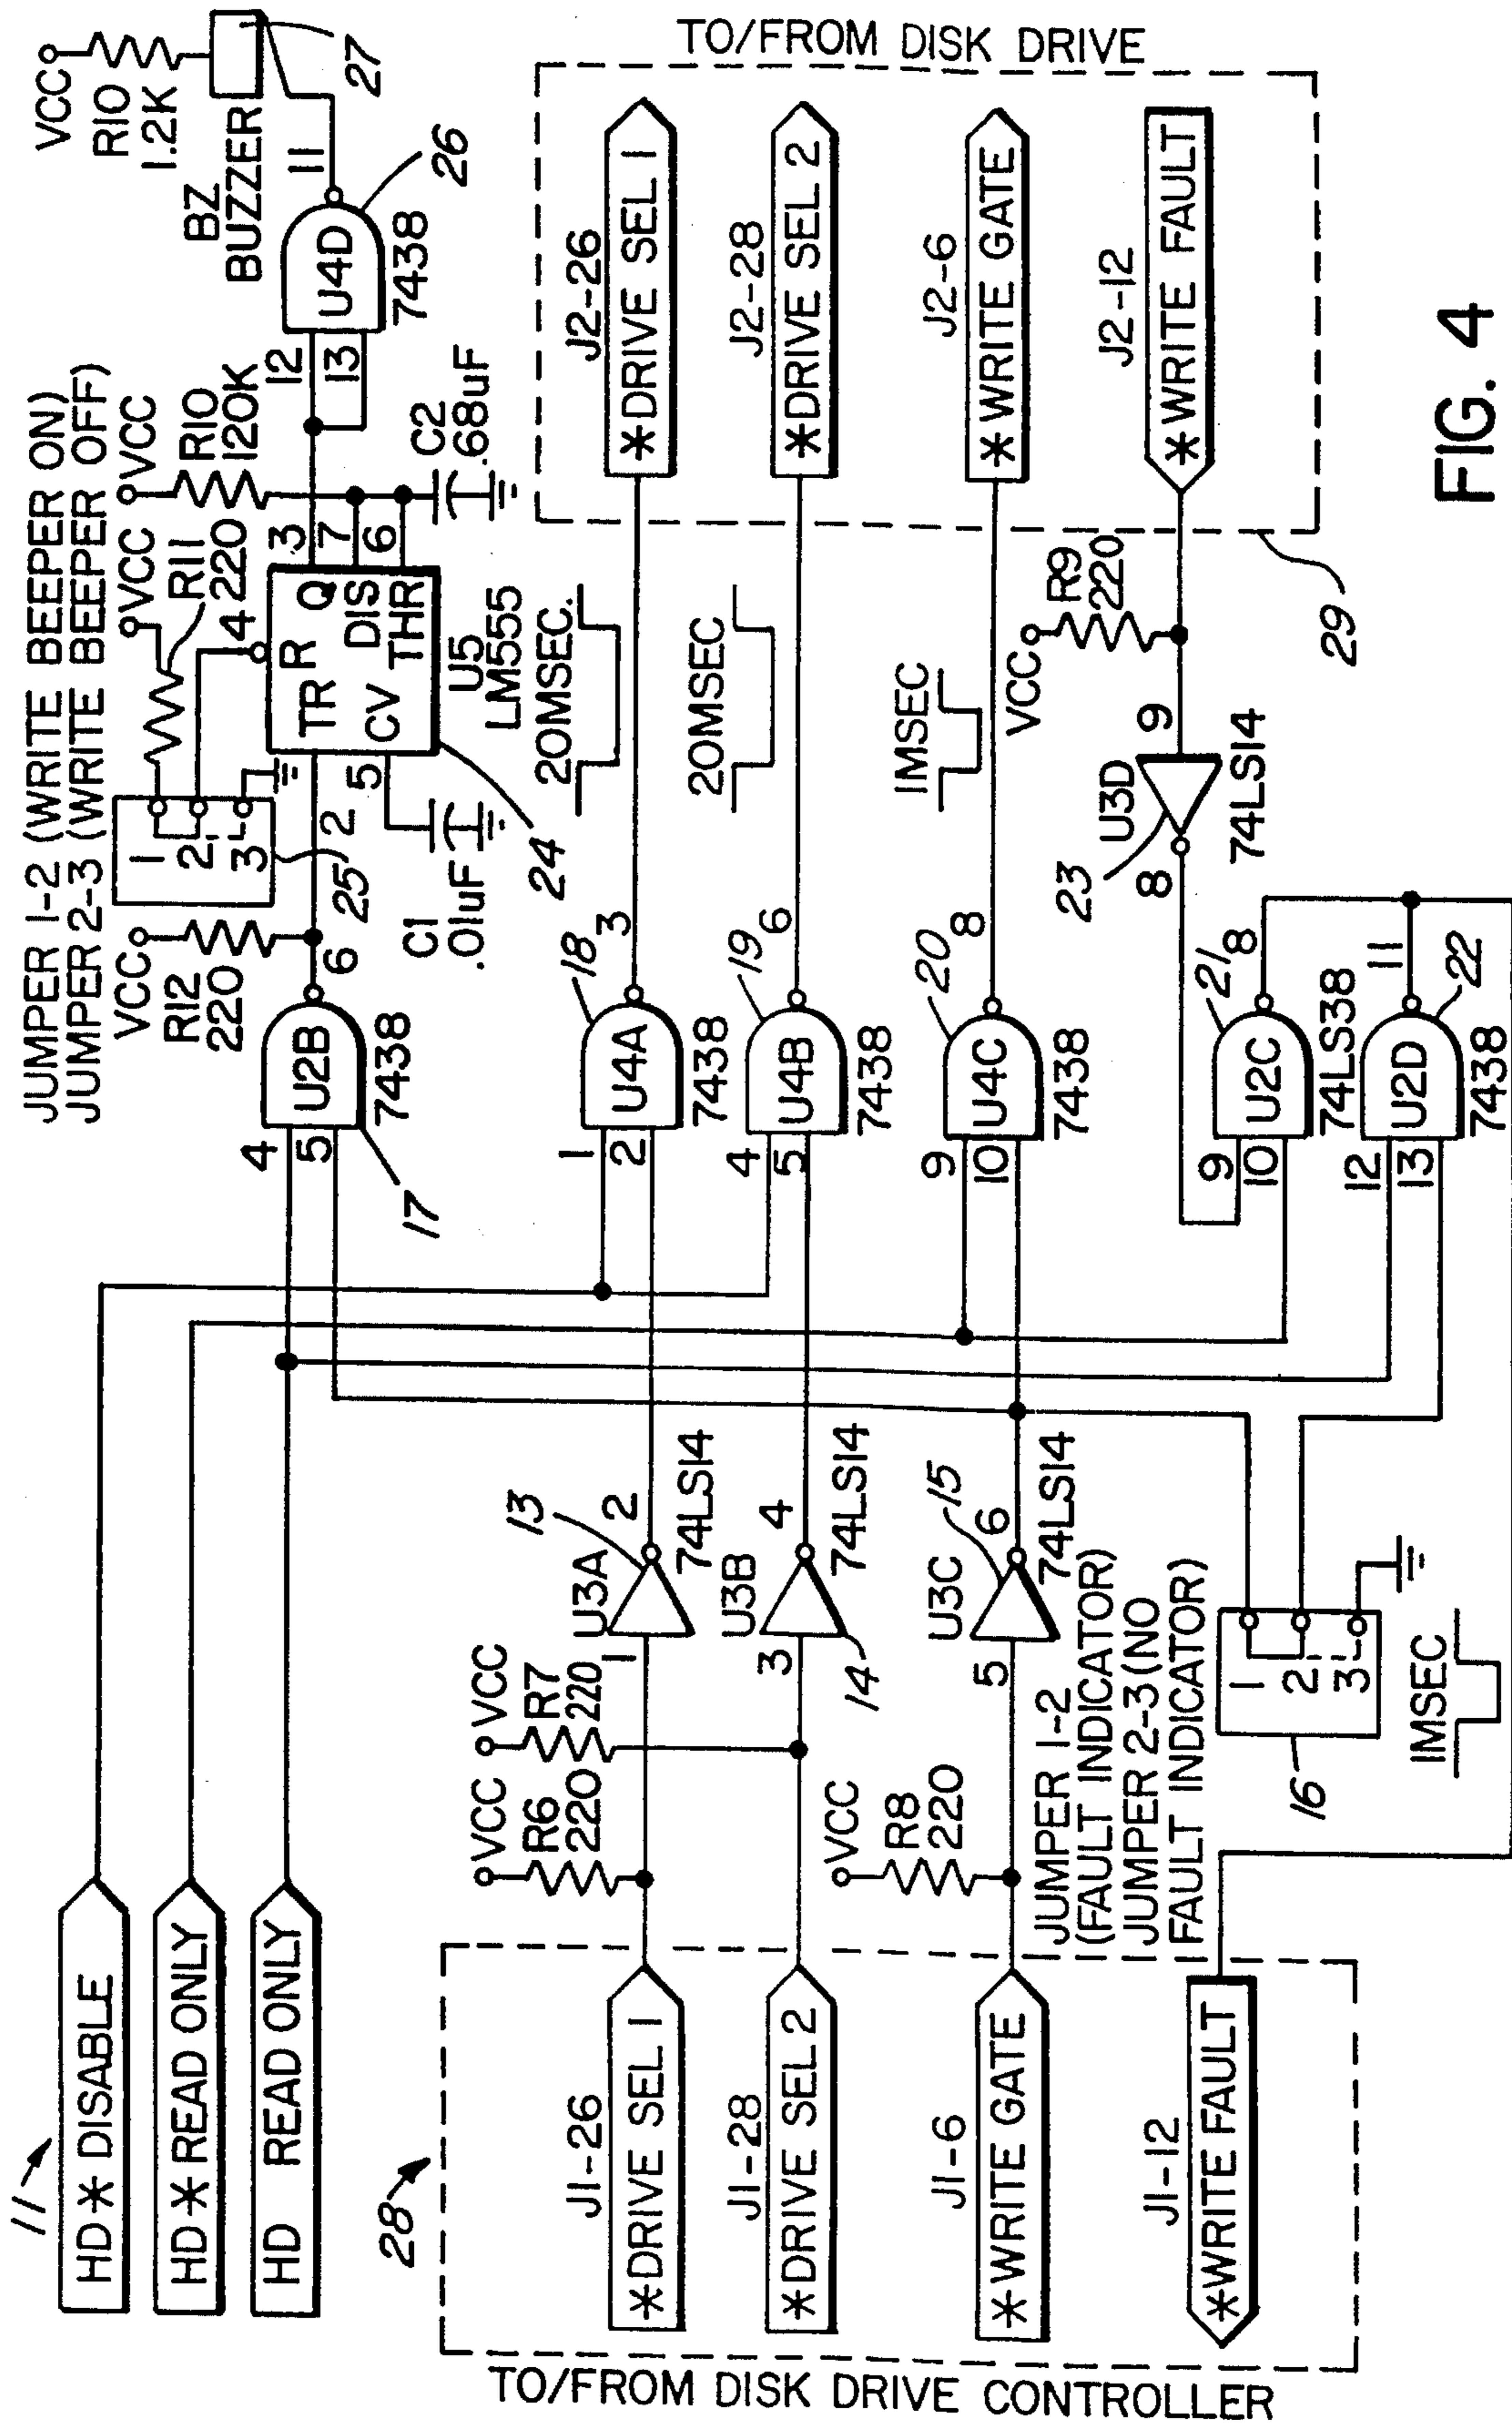 11
HD * DISABLE
HD * READ ONLY
HD READ ONLY
28
TO/FROM DISK DRIVE CONTROLLER
J1-26
*DRIVE SEL 1
J1-28
*DRIVE SEL 2
J1-6
*WRITE GATE
J1-12
*WRITE FAULT
VCC
R6
220
VCC
R7
220
VCC
R8
220
1
U3A
13
2
74LS14
3
U3B
14
4
74LS14
5
U3C
15
6
74LS14
JUMPER 1-2
(FAULT INDICATOR)
JUMPER 2-3 (NO
FAULT INDICATOR)
1
2
3
16
1MSEC
JUMPER 1-2 (WRITE BEEPER ON)
JUMPER 2-3 (WRITE BEEPER OFF)
4
5
U2B
7438
17
6
VCC
R12
220
1
2
3
25
VCC
R11
220
2
4
5
TR
R
Q
CV
DIS
THR
3
7
6
U5
LM555
24
C1
.01uF
VCC
R10
120K
C2
.68uF
12
13
U4D
7438
11
26
BZ
BUZZER
VCC
R10
1.2K
27
1
2
U4A
7438
18
3
20MSEC.
4
5
U4B
7438
19
6
20MSEC
9
10
U4C
7438
20
8
1MSEC
9
10
U2C
74LS38
21
8
12
13
U2D
7438
22
11
U3D
23
8
9
74LS14
VCC
R9
220
TO/FROM DISK DRIVE
J2-26
*DRIVE SEL 1
J2-28
*DRIVE SEL 2
J2-6
*WRITE GATE
J2-12
*WRITE FAULT
29
FIG. 4